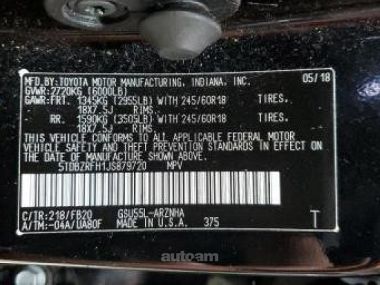 MFD.BY:TOYOTA MOTOR MANUFACTURING, INDIANA, INC. 05/18
GVWR:2720KG (6000LB)
GAWR:FRT. 1345KG (2955LB) WITH 245/60R18 TIRES.
18X7.5J RIMS
RR. 1590KG (3505LB) WITH 245/60R18 TIRES.
18X7.5J RIMS
THIS VEHICLE CONFORMS TO ALL APPLICABLE FEDERAL MOTOR
VEHICLE SAFETY AND THEFT PREVENTION STANDARDS IN EFFECT
ON THE DATE OF MANUFACTURE SHOWN ABOVE.
5TDBZRFH1JS879720 MPV
C/TR:218/FB20 GSU55L-ARZNHA T
A/TM:-04A/UA80F MADE IN U.S.A. 375
autoam